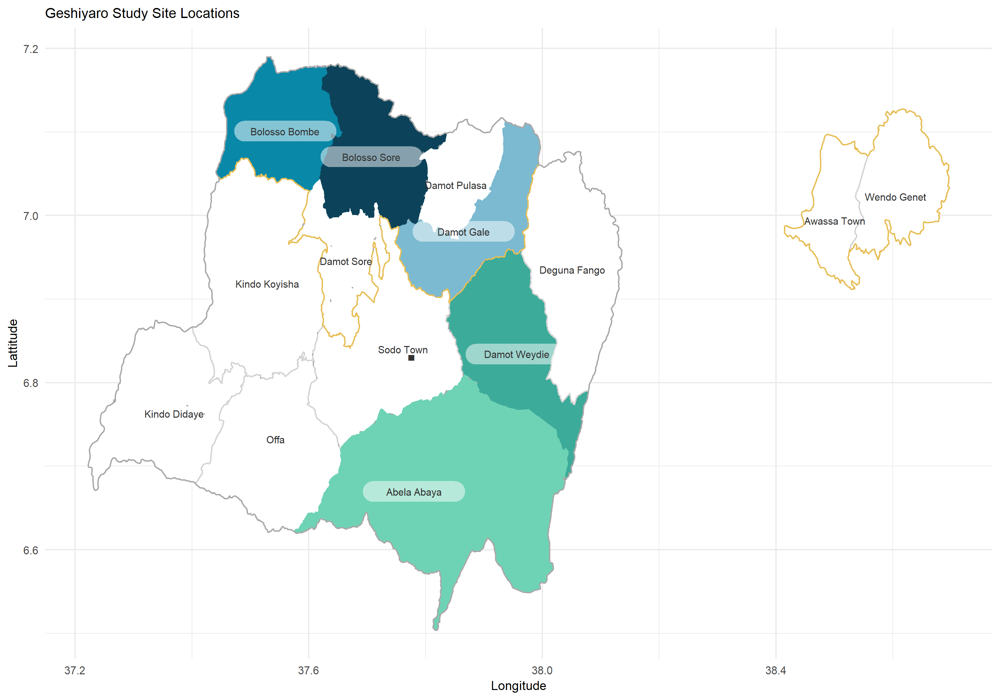 Geshiyaro Study Site Locations
7.2
7.0
6.8
6.6
Lattitude
Bolosso Bombe
Bolosso Sore
Damot Pulasa
Wendo Genet
Awassa Town
Damot Gale
Damot Sore
Deguna Fango
Kindo Koyisha
Sodo Town
Damot Weydie
Kindo Didaye
Offa
Abela Abaya
37.2
37.6
38.0
38.4
Longitude